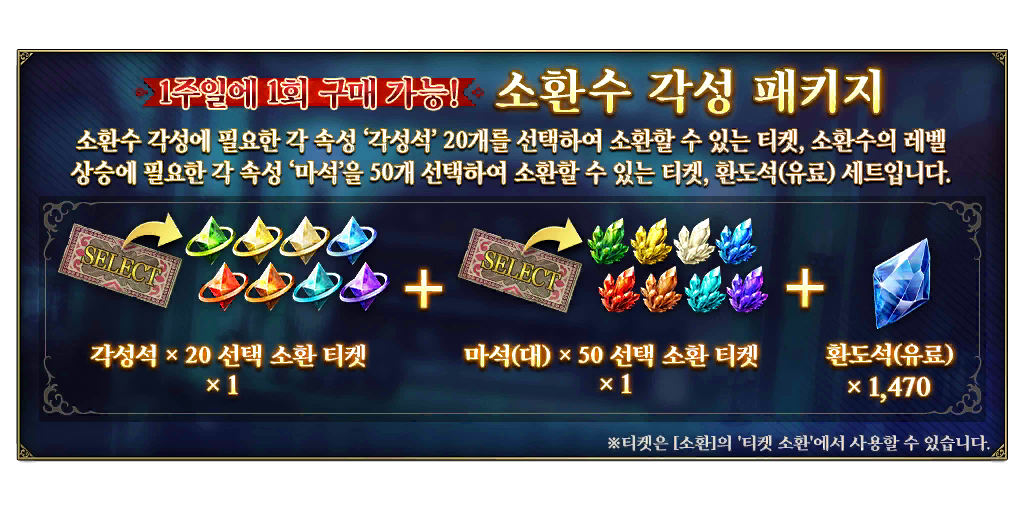 1주일에 1회 구매 가능! 소환수 각성 패키지
소환수 각성에 필요한 각 속성 ‘각성석’ 20개를 선택하여 소환할 수 있는 티켓, 소환수의 레벨
상승에 필요한 각 속성 ‘마석’을 50개 선택하여 소환할 수 있는 티켓, 환도석(유료) 세트입니다.
SELECT
+
SELECT
+
각성석 × 20 선택 소환 티켓
× 1
마석(대) × 50 선택 소환 티켓
× 1
환도석(유료)
× 1,470
※티켓은 [소환]의 '티켓 소환'에서 사용할 수 있습니다.